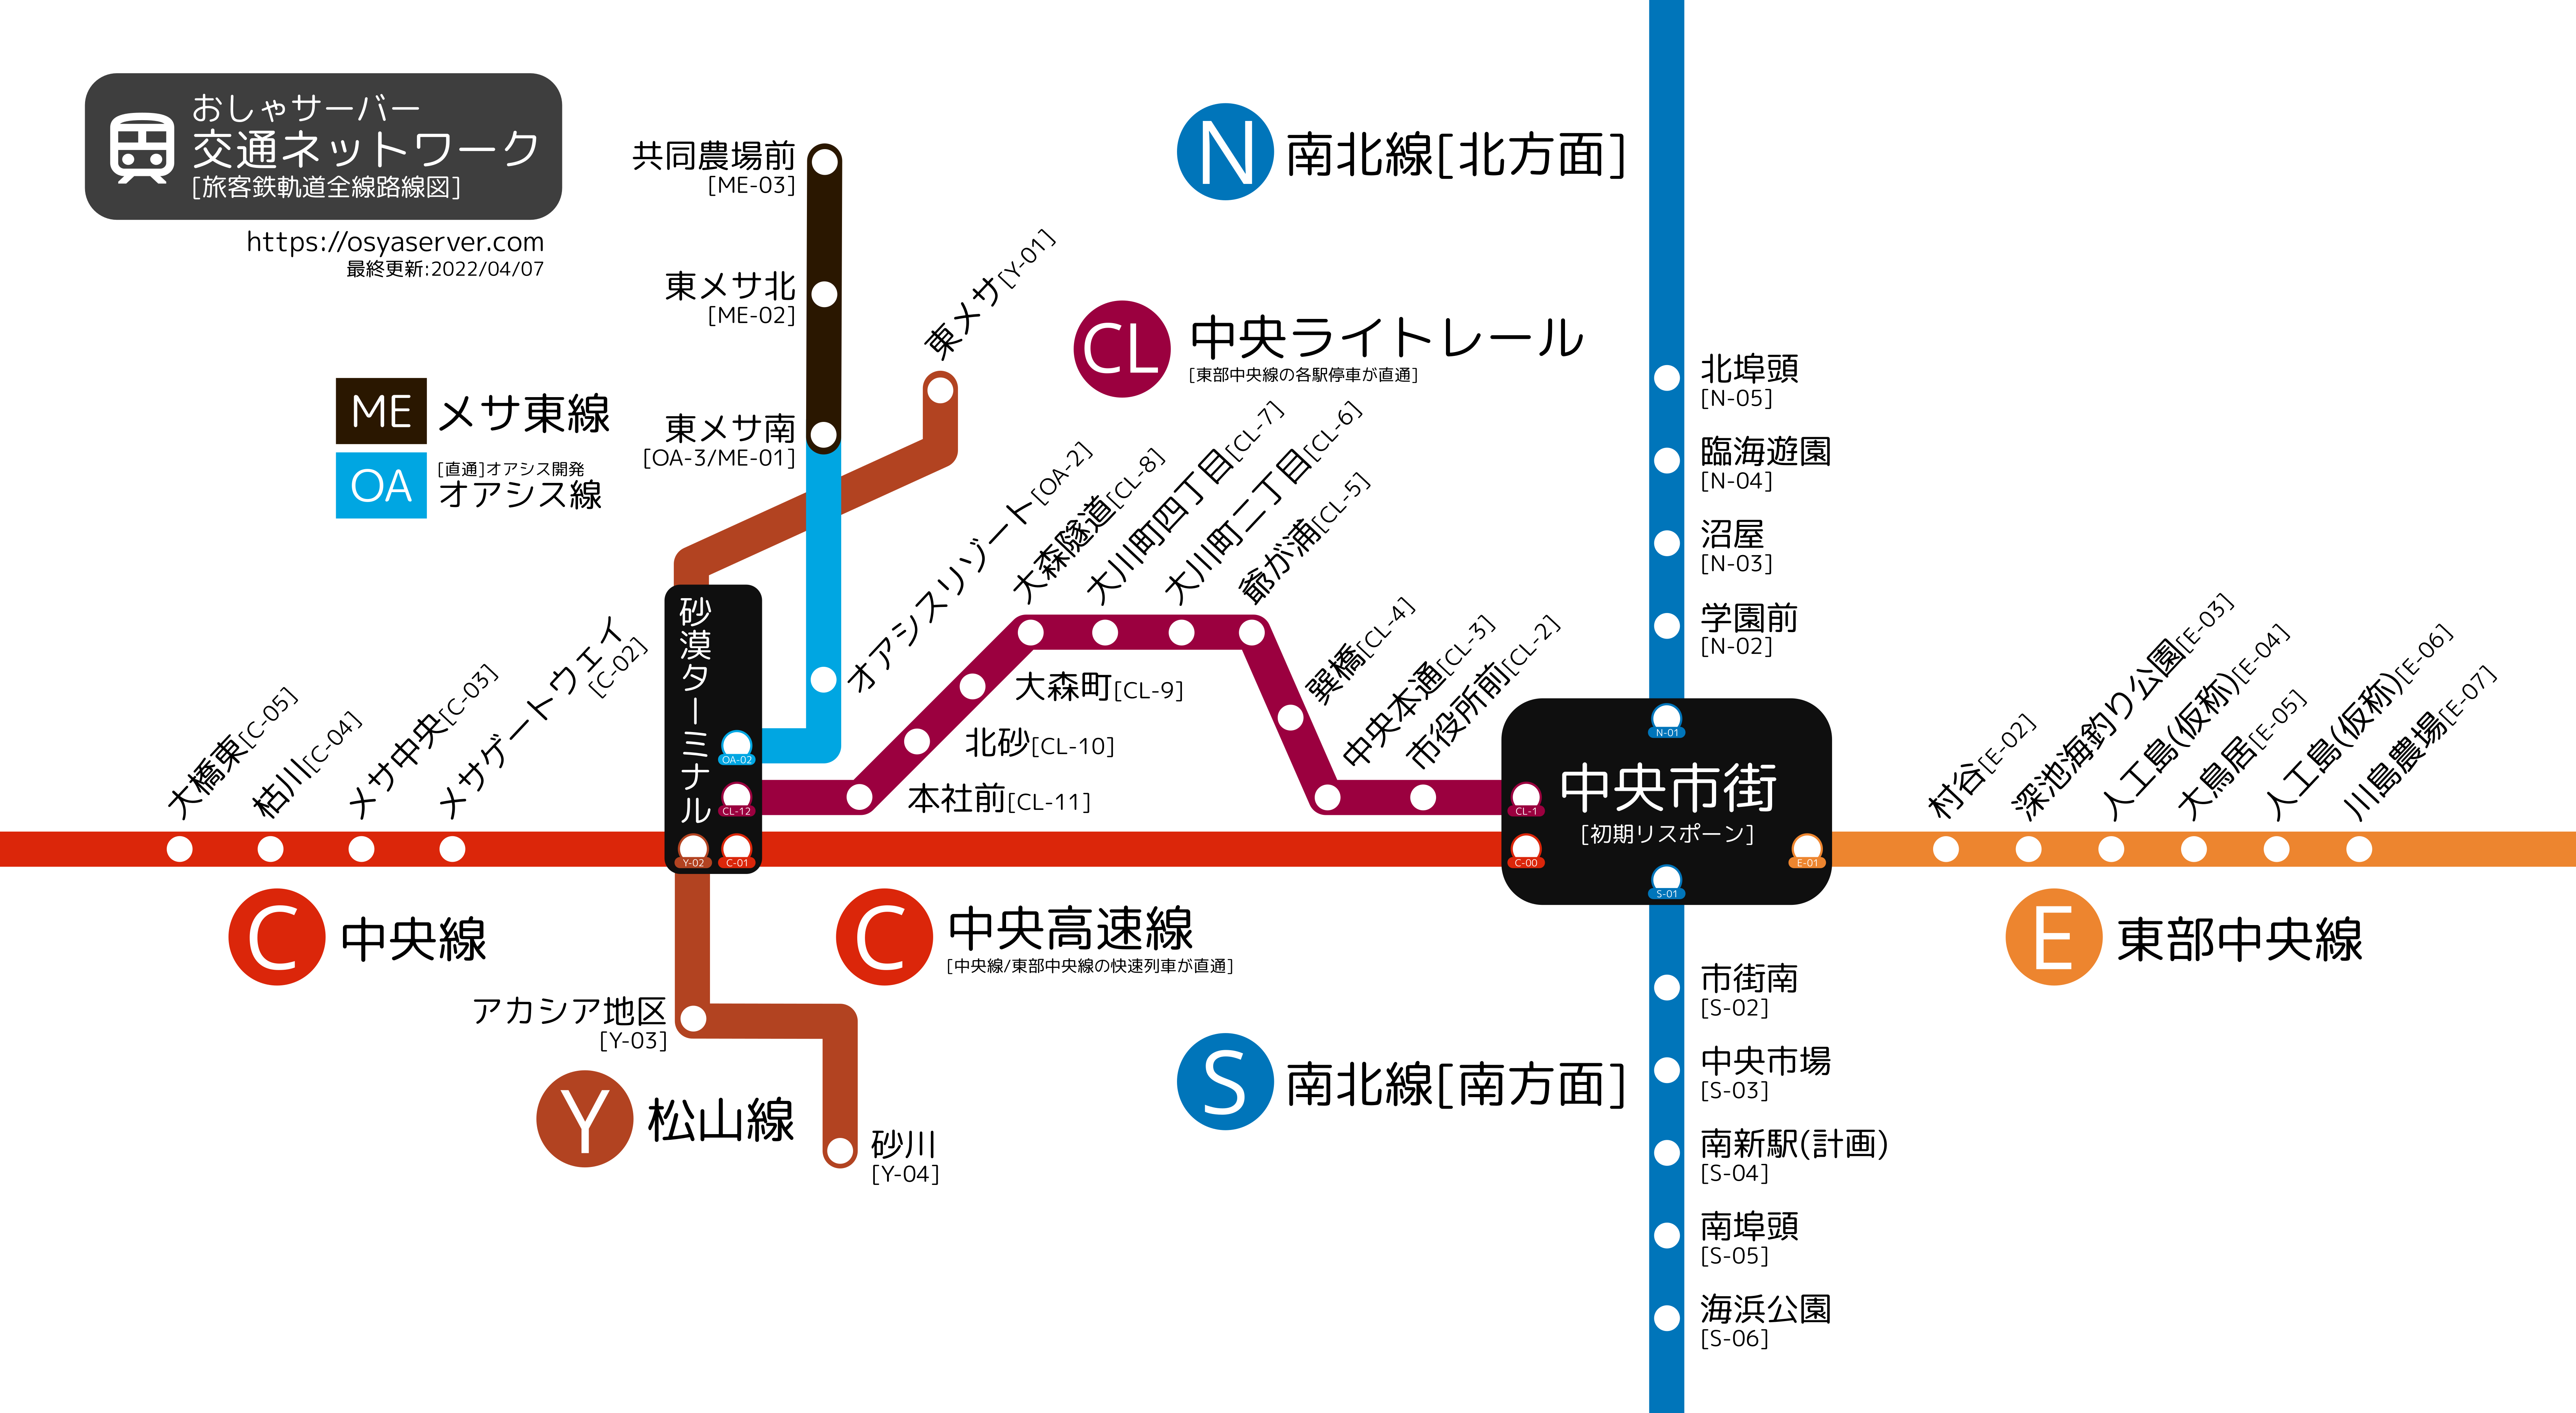 おしゃサーバー
交通ネットワーク
[旅客鉄軌道全線路線図]
https://osyaserver.com
最終更新:2022/04/07
共同農場前
[ME-03]
東メサ北
[ME-02]
東メサ南
[OA-3/ME-01]
東メサ[Y-01]
ME メサ東線
OA [直通]オアシス開発
オアシス線
N 南北線[北方面]
CL 中央ライトレール
[東部中央線の各駅停車が直通]
北埠頭
[N-05]
臨海遊園
[N-04]
沼屋
[N-03]
学園前
[N-02]
オアシスリゾート[OA-2]
大森隧道[CL-8]
大川町四丁目[CL-7]
大川町二丁目[CL-6]
爺が浦[CL-5]
巽橋[CL-4]
中央本通[CL-3]
市役所前[CL-2]
大森町[CL-9]
北砂[CL-10]
本社前[CL-11]
大橋東[C-05]
枯川[C-04]
メサ中央[C-03]
メサゲートウェイ
[C-02]
砂漠ターミナル
OA-02
CL-12
Y-02
C-01
中央市街
[初期リスポーン]
N-01
CL-1
C-00
E-01
S-01
村谷[E-02]
深池海釣り公園[E-03]
人工島(仮称)[E-04]
大鳥居[E-05]
人工島(仮称)[E-06]
川島農場[E-07]
C 中央線
C 中央高速線
[中央線/東部中央線の快速列車が直通]
E 東部中央線
アカシア地区
[Y-03]
Y 松山線
砂川
[Y-04]
S 南北線[南方面]
市街南
[S-02]
中央市場
[S-03]
南新駅(計画)
[S-04]
南埠頭
[S-05]
海浜公園
[S-06]